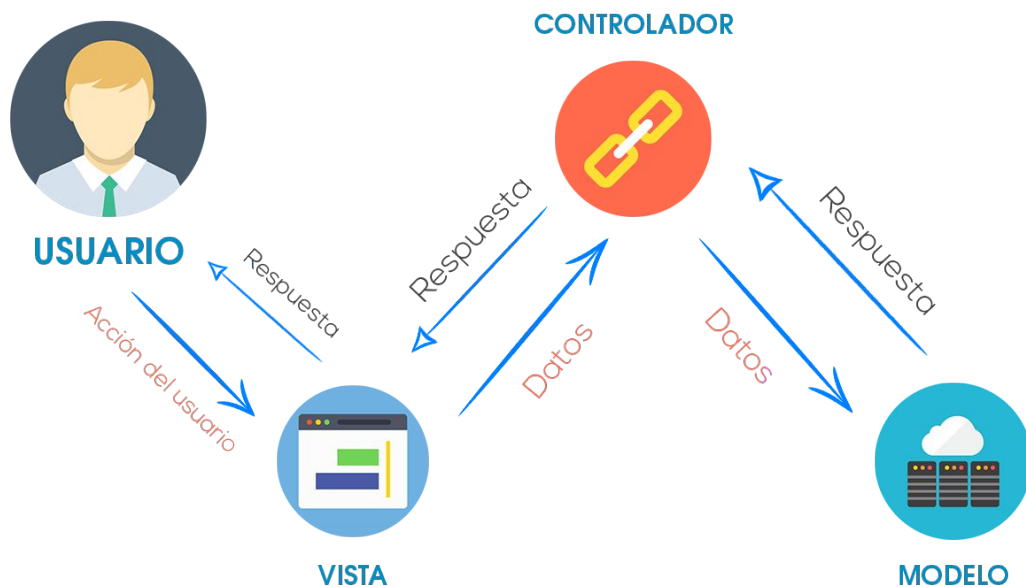 CONTROLADOR
USUARIO
Respuesta
Acción del usuario
Respuesta
Datos
Datos
Respuesta
VISTA
MODELO